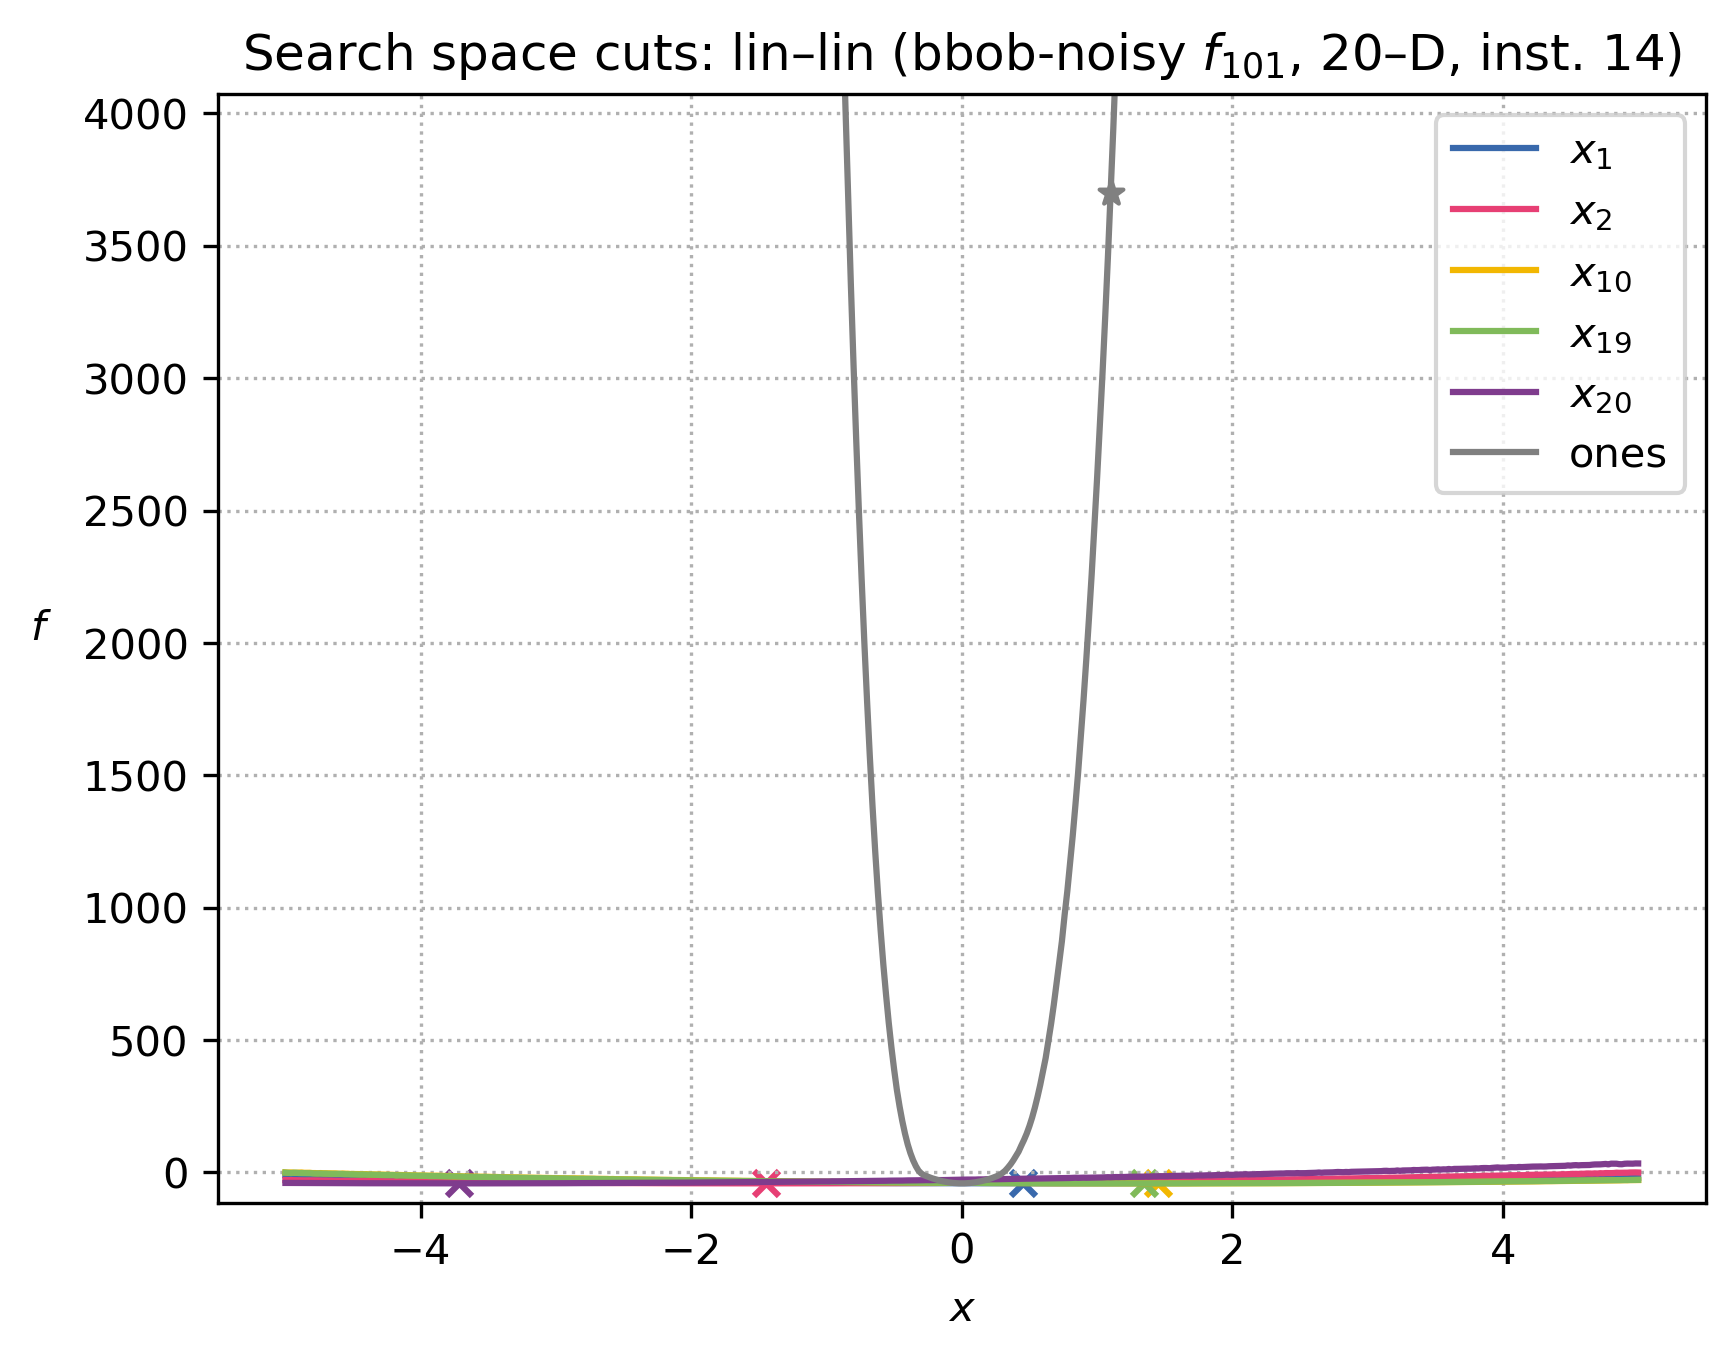 Search space cuts: lin–lin (bbob-noisy f₁₀₁, 20–D, inst. 14)
4000
3500
3000
2500
2000
1500
1000
500
0
f
−4
−2
0
2
4
x
x₁
x₂
x₁₀
x₁₉
x₂₀
ones